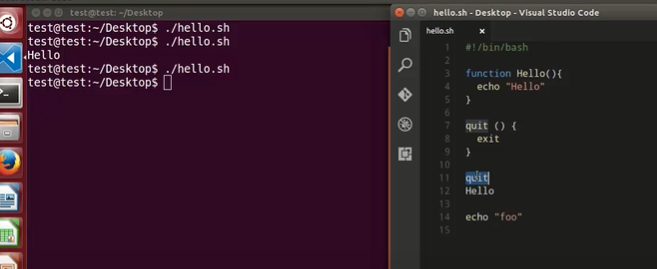 test@test: ~/Desktop
test@test:~/Desktop$ ./hello.sh
test@test:~/Desktop$ ./hello.sh
Hello
test@test:~/Desktop$ ./hello.sh
test@test:~/Desktop$
hello.sh - Desktop - Visual Studio Code
hello.sh
1 #!/bin/bash
2
3 function Hello(){
4 echo "Hello"
5 }
6
7 quit () {
8 exit
9 }
10
11 quit
12 Hello
13
14 echo "foo"
15